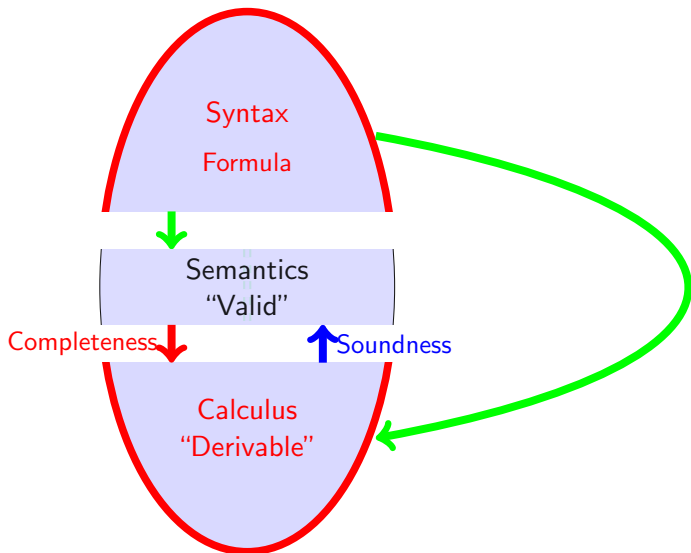 Syntax
Formula
Semantics
“Valid”
Completeness
Soundness
Calculus
“Derivable”